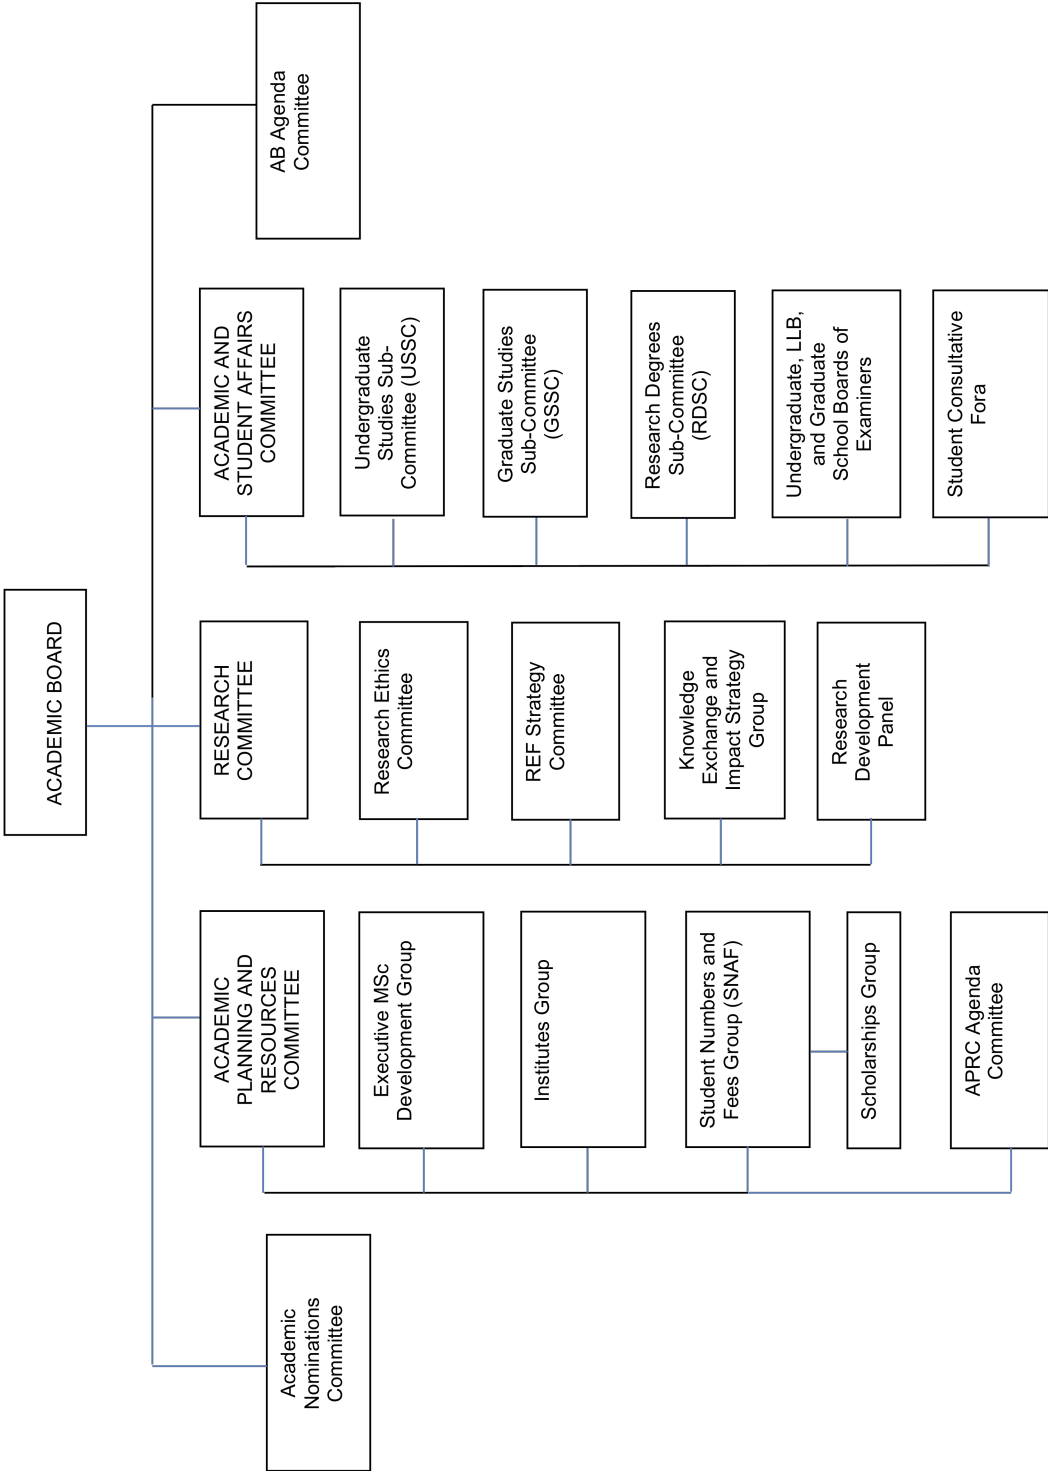 ACADEMIC BOARD
Academic
Nominations
Committee
ACADEMIC
PLANNING AND
RESOURCES
COMMITTEE
Executive MSc
Development Group
Institutes Group
Student Numbers and
Fees Group (SNAF)
Scholarships Group
APRC Agenda
Committee
RESEARCH
COMMITTEE
Research Ethics
Committee
REF Strategy
Committee
Knowledge
Exchange and
Impact Strategy
Group
Research
Development
Panel
ACADEMIC AND
STUDENT AFFAIRS
COMMITTEE
Undergraduate
Studies Sub-
Committee (USSC)
Graduate Studies
Sub-Committee
(GSSC)
Research Degrees
Sub-Committee
(RDSC)
Undergraduate, LLB,
and Graduate
School Boards of
Examiners
Student Consultative
Fora
AB Agenda
Committee